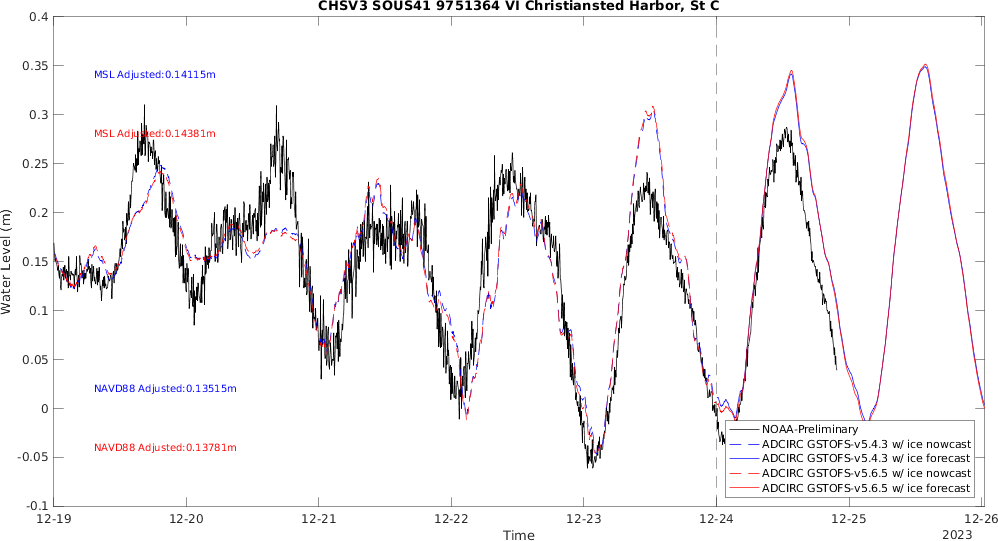 CHSV3 SOUS41 9751364 VI Christiansted Harbor, St C
0.4
0.35
0.3
0.25
0.2
0.15
0.1
0.05
0
-0.05
-0.1
Water Level (m)
MSL Adjusted:0.14115m
MSL Adjusted:0.14381m
NAVD88 Adjusted:0.13515m
NAVD88 Adjusted:0.13781m
NOAA-Preliminary
ADCIRC GSTOFS-v5.4.3 w/ ice nowcast
ADCIRC GSTOFS-v5.4.3 w/ ice forecast
ADCIRC GSTOFS-v5.6.5 w/ ice nowcast
ADCIRC GSTOFS-v5.6.5 w/ ice forecast
12-19 12-20 12-21 12-22 12-23 12-24 12-25 12-26
Time
2023